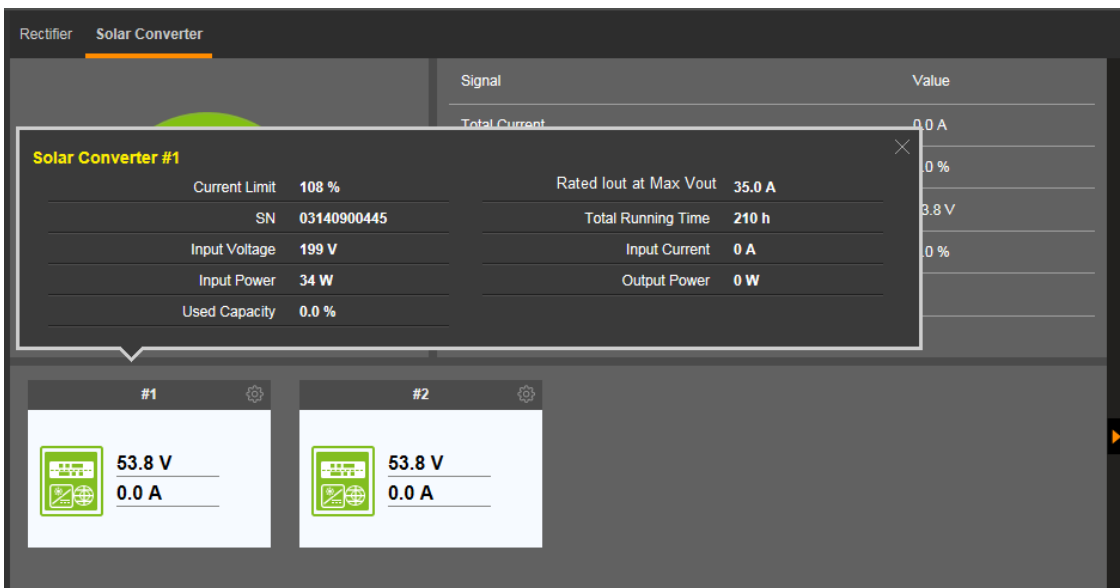 Rectifier Solar Converter
Signal Value
Total Current 0.0 A
Solar Converter #1
Current Limit 108 % Rated Iout at Max Vout 35.0 A
SN 03140900445 Total Running Time 210 h
Input Voltage 199 V Input Current 0 A
Input Power 34 W Output Power 0 W
Used Capacity 0.0 %
.0 %
3.8 V
.0 %
#1 #2
53.8 V 53.8 V
0.0 A 0.0 A